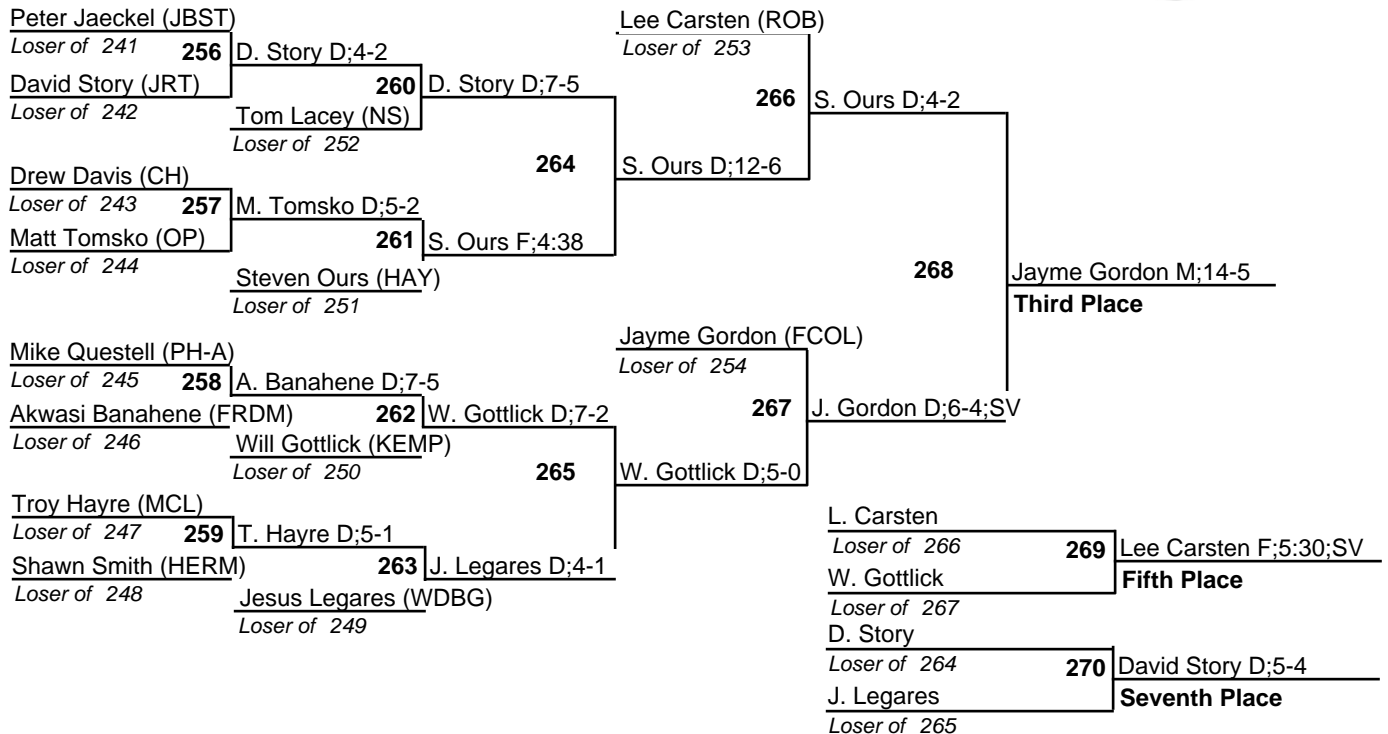 Peter Jaeckel (JBST)
Loser of 241
256
D. Story D;4-2
David Story (JRT)
Loser of 242
260
D. Story D;7-5
Tom Lacey (NS)
Loser of 252
Drew Davis (CH)
Loser of 243
257
M. Tomsko D;5-2
Matt Tomsko (OP)
Loser of 244
261
S. Ours F;4:38
Steven Ours (HAY)
Loser of 251
264
S. Ours D;12-6
Lee Carsten (ROB)
Loser of 253
266
S. Ours D;4-2
Mike Questell (PH-A)
Loser of 245
258
A. Banahene D;7-5
Akwasi Banahene (FRDM)
Loser of 246
262
W. Gottlick D;7-2
Will Gottlick (KEMP)
Loser of 250
Troy Hayre (MCL)
Loser of 247
259
T. Hayre D;5-1
Shawn Smith (HERM)
Loser of 248
263
J. Legares D;4-1
Jesus Legares (WDBG)
Loser of 249
265
W. Gottlick D;5-0
Jayme Gordon (FCOL)
Loser of 254
267
J. Gordon D;6-4;SV
268
Jayme Gordon M;14-5
Third Place
L. Carsten
Loser of 266
269
Lee Carsten F;5:30;SV
W. Gottlick
Fifth Place
Loser of 267
D. Story
Loser of 264
270
David Story D;5-4
J. Legares
Seventh Place
Loser of 265